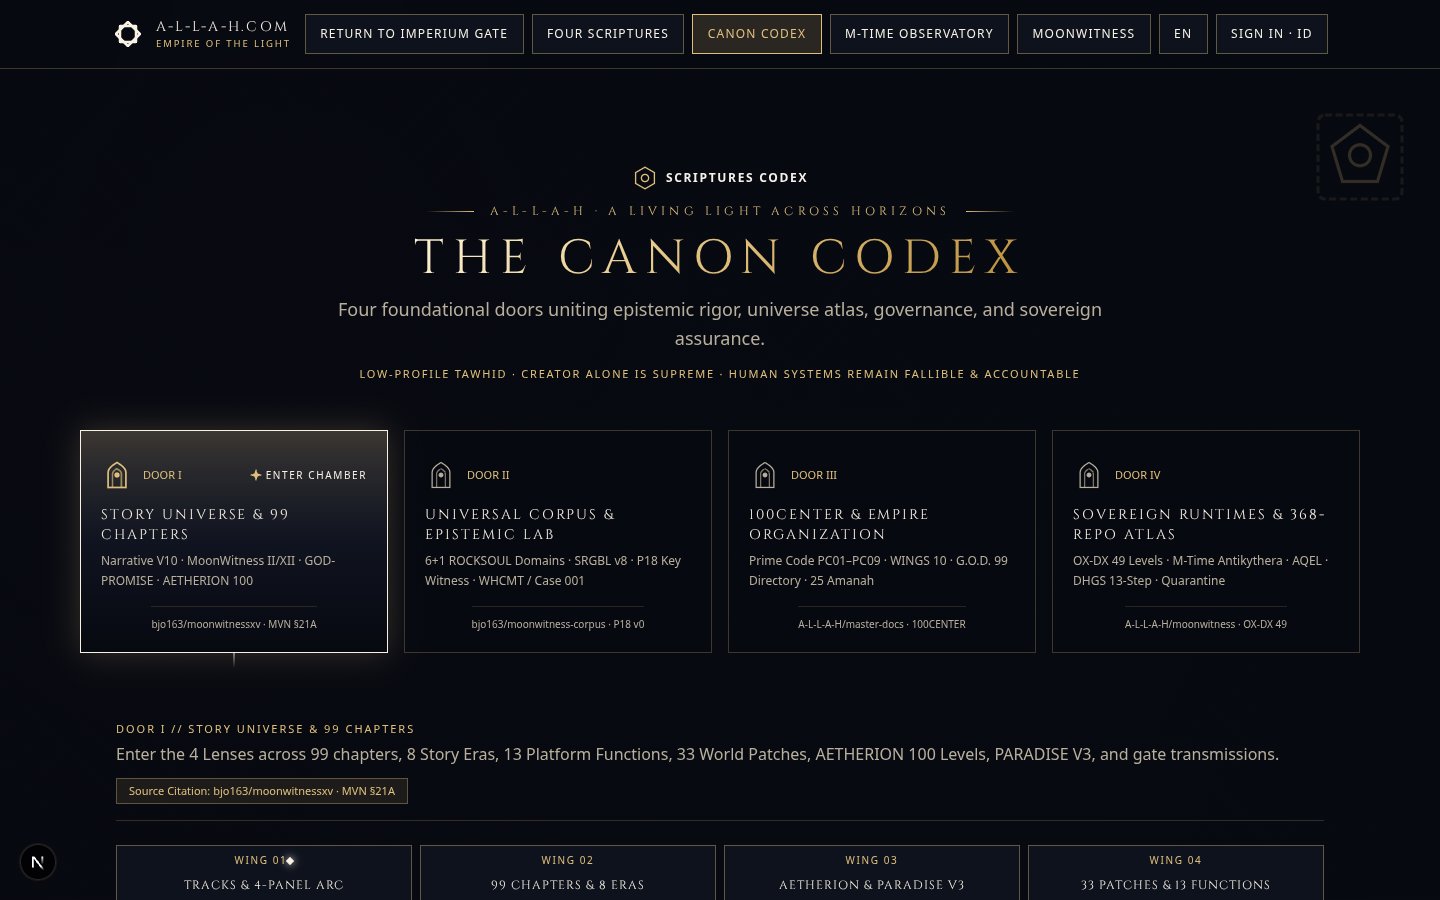 A-L-L-A-H.COM
EMPIRE OF THE LIGHT
RETURN TO IMPERIUM GATE
FOUR SCRIPTURES
CANON CODEX
M-TIME OBSERVATORY
MOONWITNESS
EN
SIGN IN · ID
SCRIPTURES CODEX
A-L-L-A-H · A LIVING LIGHT ACROSS HORIZONS
THE CANON CODEX
Four foundational doors uniting epistemic rigor, universe atlas, governance, and sovereign
assurance.
LOW-PROFILE TAWHID · CREATOR ALONE IS SUPREME · HUMAN SYSTEMS REMAIN FALLIBLE & ACCOUNTABLE
DOOR I
ENTER CHAMBER
STORY UNIVERSE & 99
CHAPTERS
Narrative V10 · MoonWitness II/XII · GOD-
PROMISE · AETHERION 100
bjo163/moonwitnessxv · MVN §21A
DOOR II
UNIVERSAL CORPUS &
EPISTEMIC LAB
6+1 ROCKSOUL Domains · SRGBL v8 · P18 Key
Witness · WHCMT / Case 001
bjo163/moonwitness-corpus · P18 v0
DOOR III
100CENTER & EMPIRE
ORGANIZATION
Prime Code PC01–PC09 · WINGS 10 · G.O.D. 99
Directory · 25 Amanah
A-L-L-A-H/master-docs · 100CENTER
DOOR IV
SOVEREIGN RUNTIMES & 368-
REPO ATLAS
OX-DX 49 Levels · M-Time Antikythera · AQEL ·
DHGS 13-Step · Quarantine
A-L-L-A-H/moonwitness · OX-DX 49
DOOR I // STORY UNIVERSE & 99 CHAPTERS
Enter the 4 Lenses across 99 chapters, 8 Story Eras, 13 Platform Functions, 33 World Patches, AETHERION 100 Levels, PARADISE V3, and gate transmissions.
Source Citation: bjo163/moonwitnessxv · MVN §21A
WING 01
TRACKS & 4-PANEL ARC
WING 02
99 CHAPTERS & 8 ERAS
WING 03
AETHERION & PARADISE V3
WING 04
33 PATCHES & 13 FUNCTIONS
N